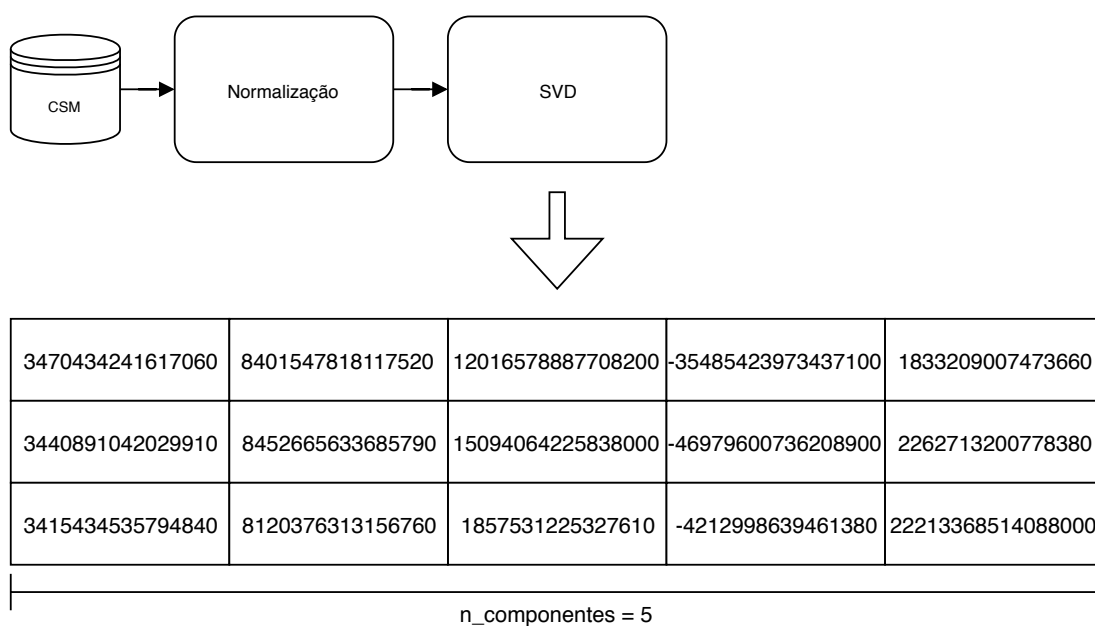 CSM
Normalização
SVD
3470434241617060 8401547818117520 12016578887708200 -35485423973437100 1833209007473660
3440891042029910 8452665633685790 15094064225838000 -46979600736208900 2262713200778380
3415434535794840 8120376313156760 1857531225327610 -4212998639461380 22213368514088000
n_componentes = 5